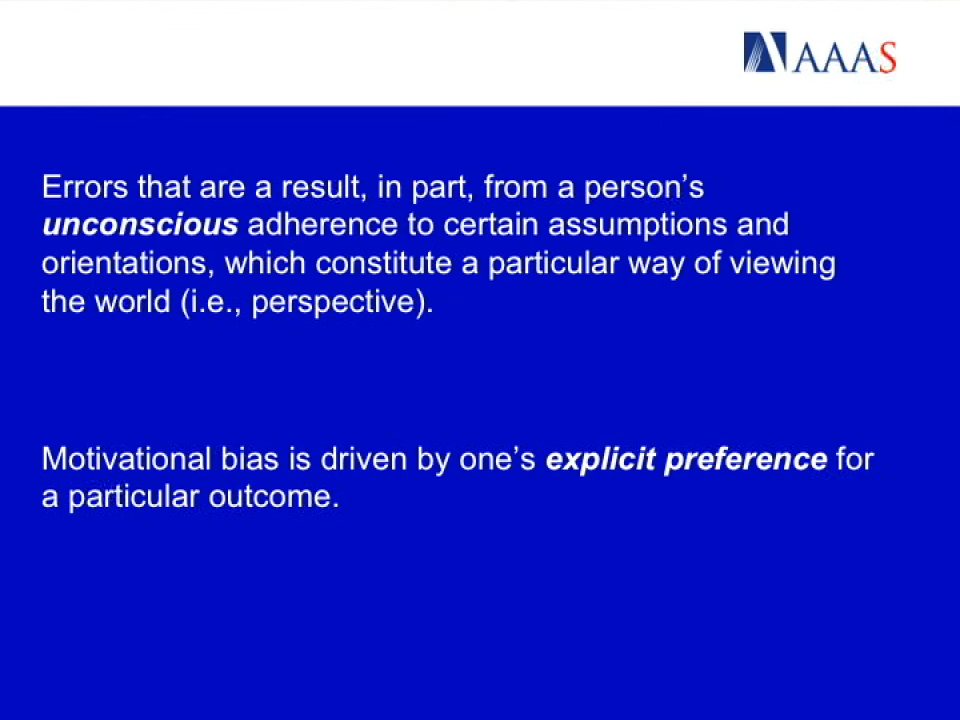 AAAS
Errors that are a result, in part, from a person’s
unconscious adherence to certain assumptions and
orientations, which constitute a particular way of viewing
the world (i.e., perspective).
Motivational bias is driven by one’s explicit preference for
a particular outcome.